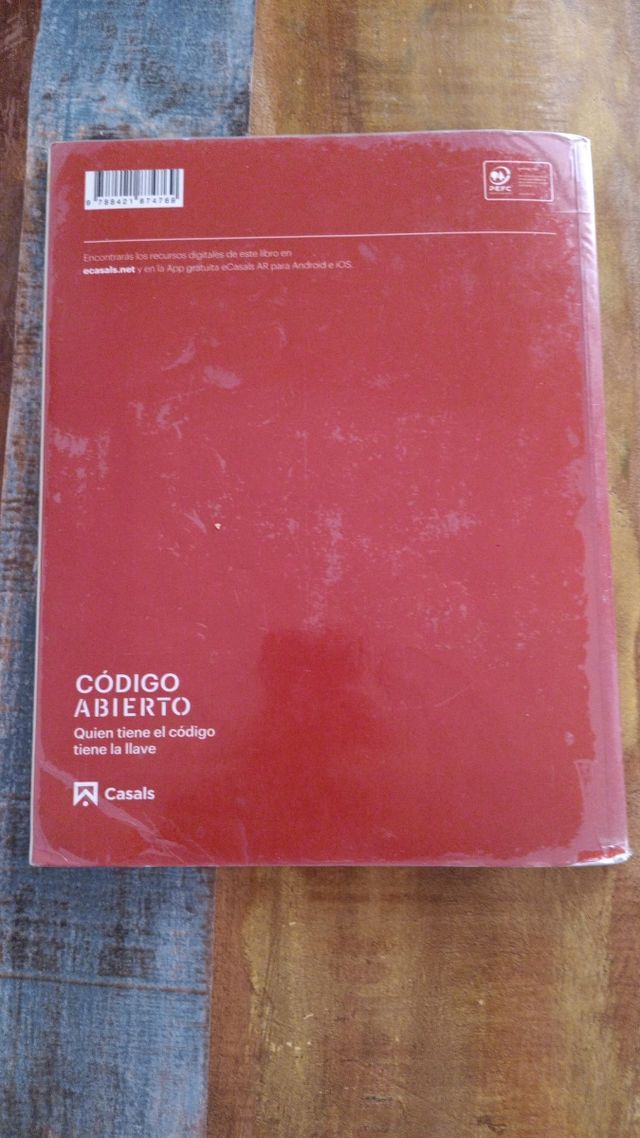 9 788421 874769
PEFC
Encontrarás los recursos digitales de este libro en
ecasals.net y en la App gratuita eCasals AR para Android e iOS.
CÓDIGO
ABIERTO
Quien tiene el código
tiene la llave
Casals